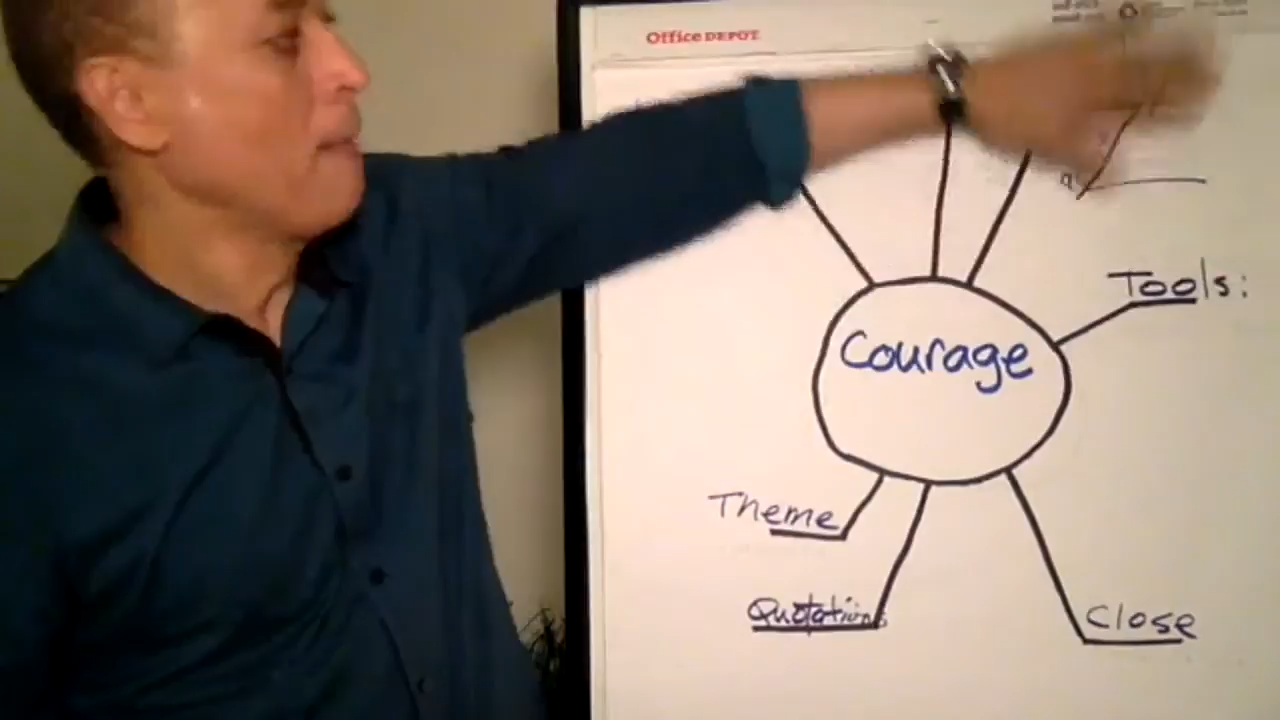 Office DEPOT
Tools:
Courage
Theme
Quotations
Close